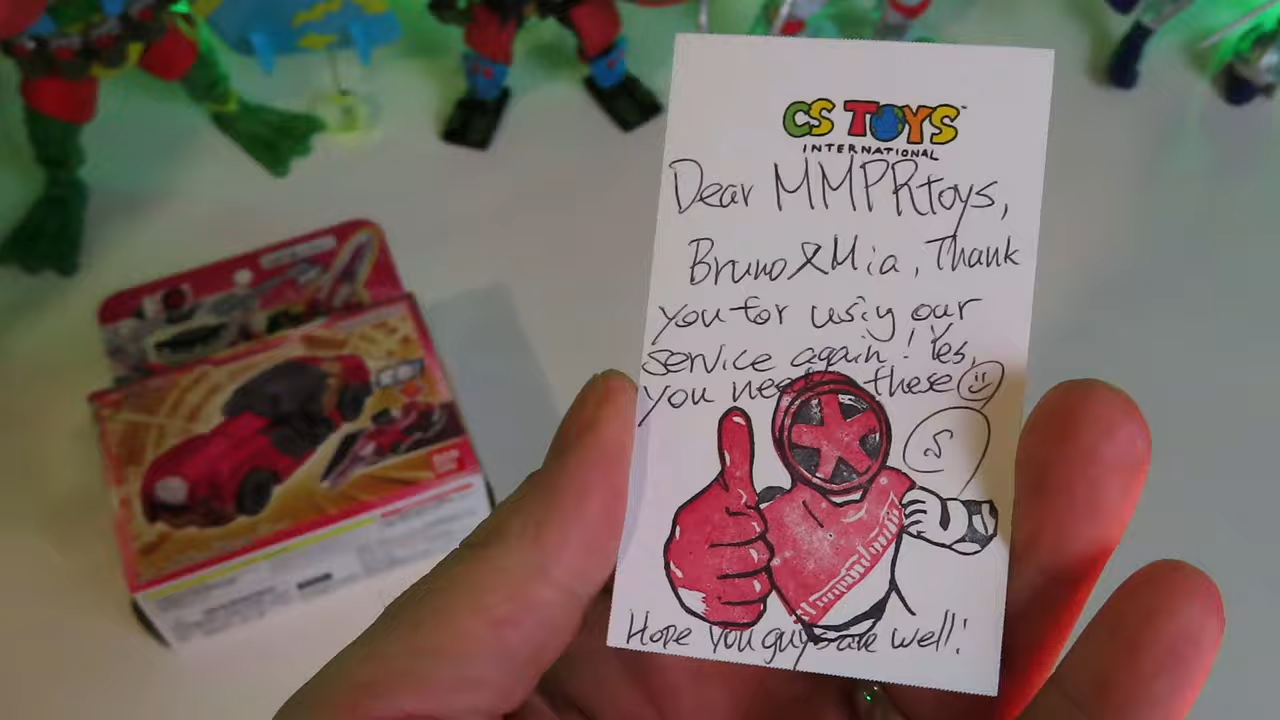 CS TOYS
INTERNATIONAL
Dear MMPRtoys,
Bruno & Mia, Thank
you for using our
service again! Yes,
you need these
Hope you guys are well!